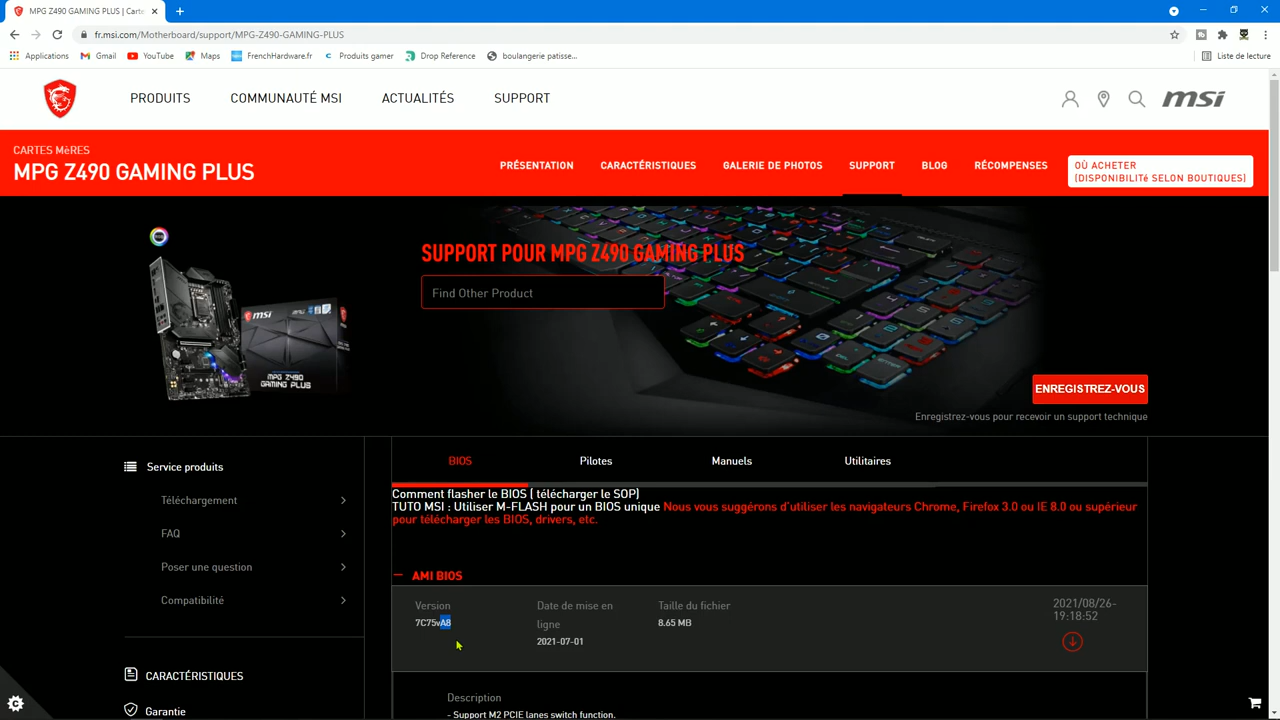 MPG Z490 GAMING PLUS | Carte
fr.msi.com/Motherboard/support/MPG-Z490-GAMING-PLUS
Applications Gmail YouTube Maps FrenchHardware.fr Produits gamer Drop Reference boulangerie patisse... Liste de lecture
PRODUITS COMMUNAUTÉ MSI ACTUALITÉS SUPPORT msi
CARTES MèRES
MPG Z490 GAMING PLUS
PRÉSENTATION CARACTÉRISTIQUES GALERIE DE PHOTOS SUPPORT BLOG RÉCOMPENSES
OÙ ACHETER
(DISPONIBILITé SELON BOUTIQUES)
SUPPORT POUR MPG Z490 GAMING PLUS
Find Other Product
msi
MPG Z490
GAMING PLUS
ENREGISTREZ-VOUS
Enregistrez-vous pour recevoir un support technique
Service produits
Téléchargement
FAQ
Poser une question
Compatibilité
CARACTÉRISTIQUES
Garantie
BIOS Pilotes Manuels Utilitaires
Comment flasher le BIOS ( télécharger le SOP)
TUTO MSI : Utiliser M-FLASH pour un BIOS unique Nous vous suggérons d'utiliser les navigateurs Chrome, Firefox 3.0 ou IE 8.0 ou supérieur
pour télécharger les BIOS, drivers, etc.
AMI BIOS
Version
7C75vA8
Date de mise en
ligne
2021-07-01
Taille du fichier
8.65 MB
2021/08/26-
19:18:52
Description
- Support M2 PCIE lanes switch function.